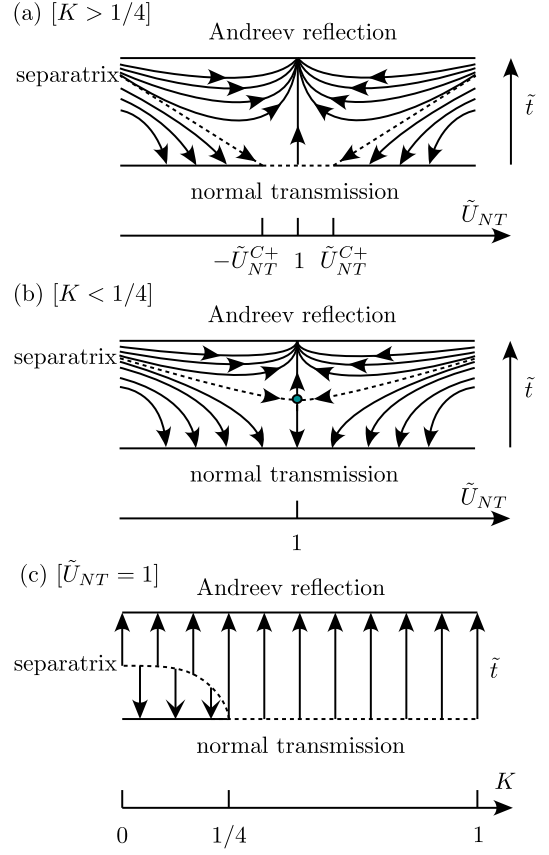 (a) [K > 1/4]
Andreev reflection
separatrix
t̃
normal transmission
Ũ_NT
−Ũ_NT^{C+} 1 Ũ_NT^{C+}
(b) [K < 1/4]
Andreev reflection
separatrix
t̃
normal transmission
Ũ_NT
1
(c) [Ũ_NT = 1]
Andreev reflection
separatrix
t̃
normal transmission
K
0 1/4 1